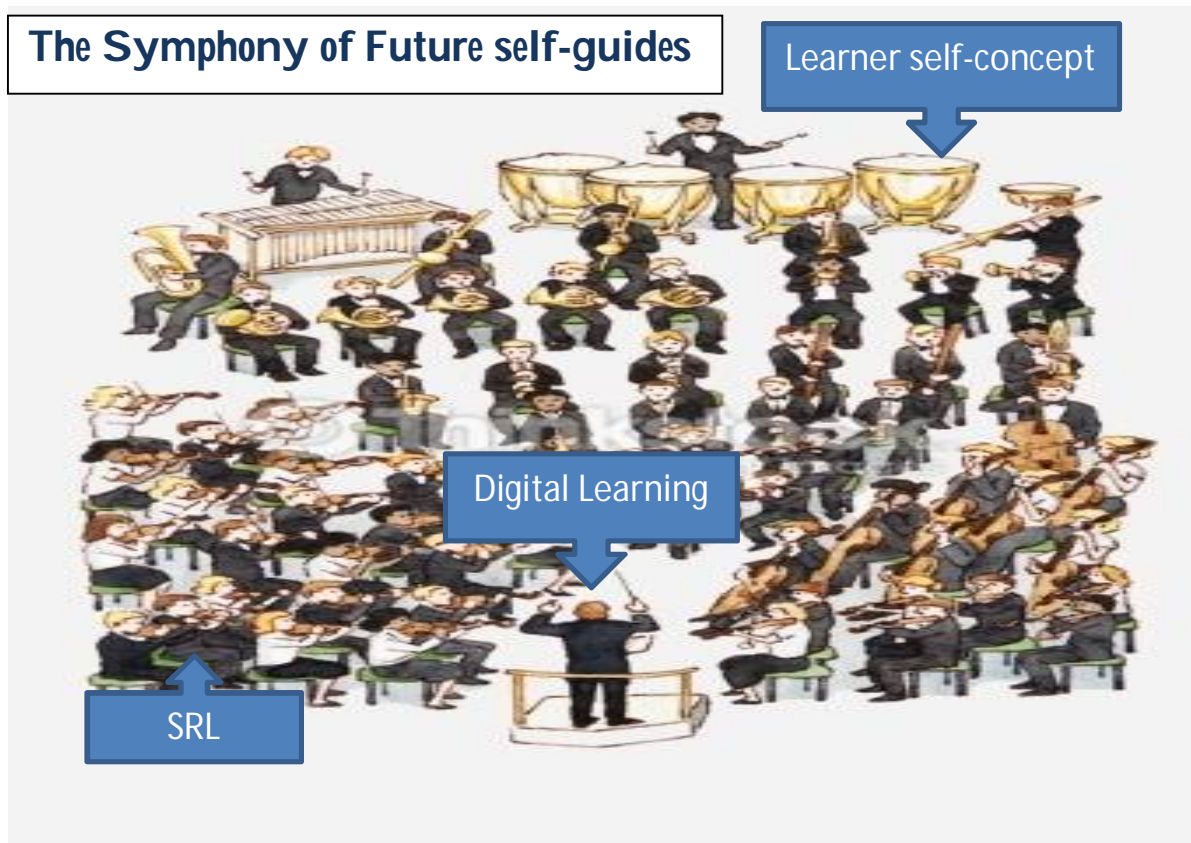 The Symphony of Future self-guides
Learner self-concept
Digital Learning
SRL